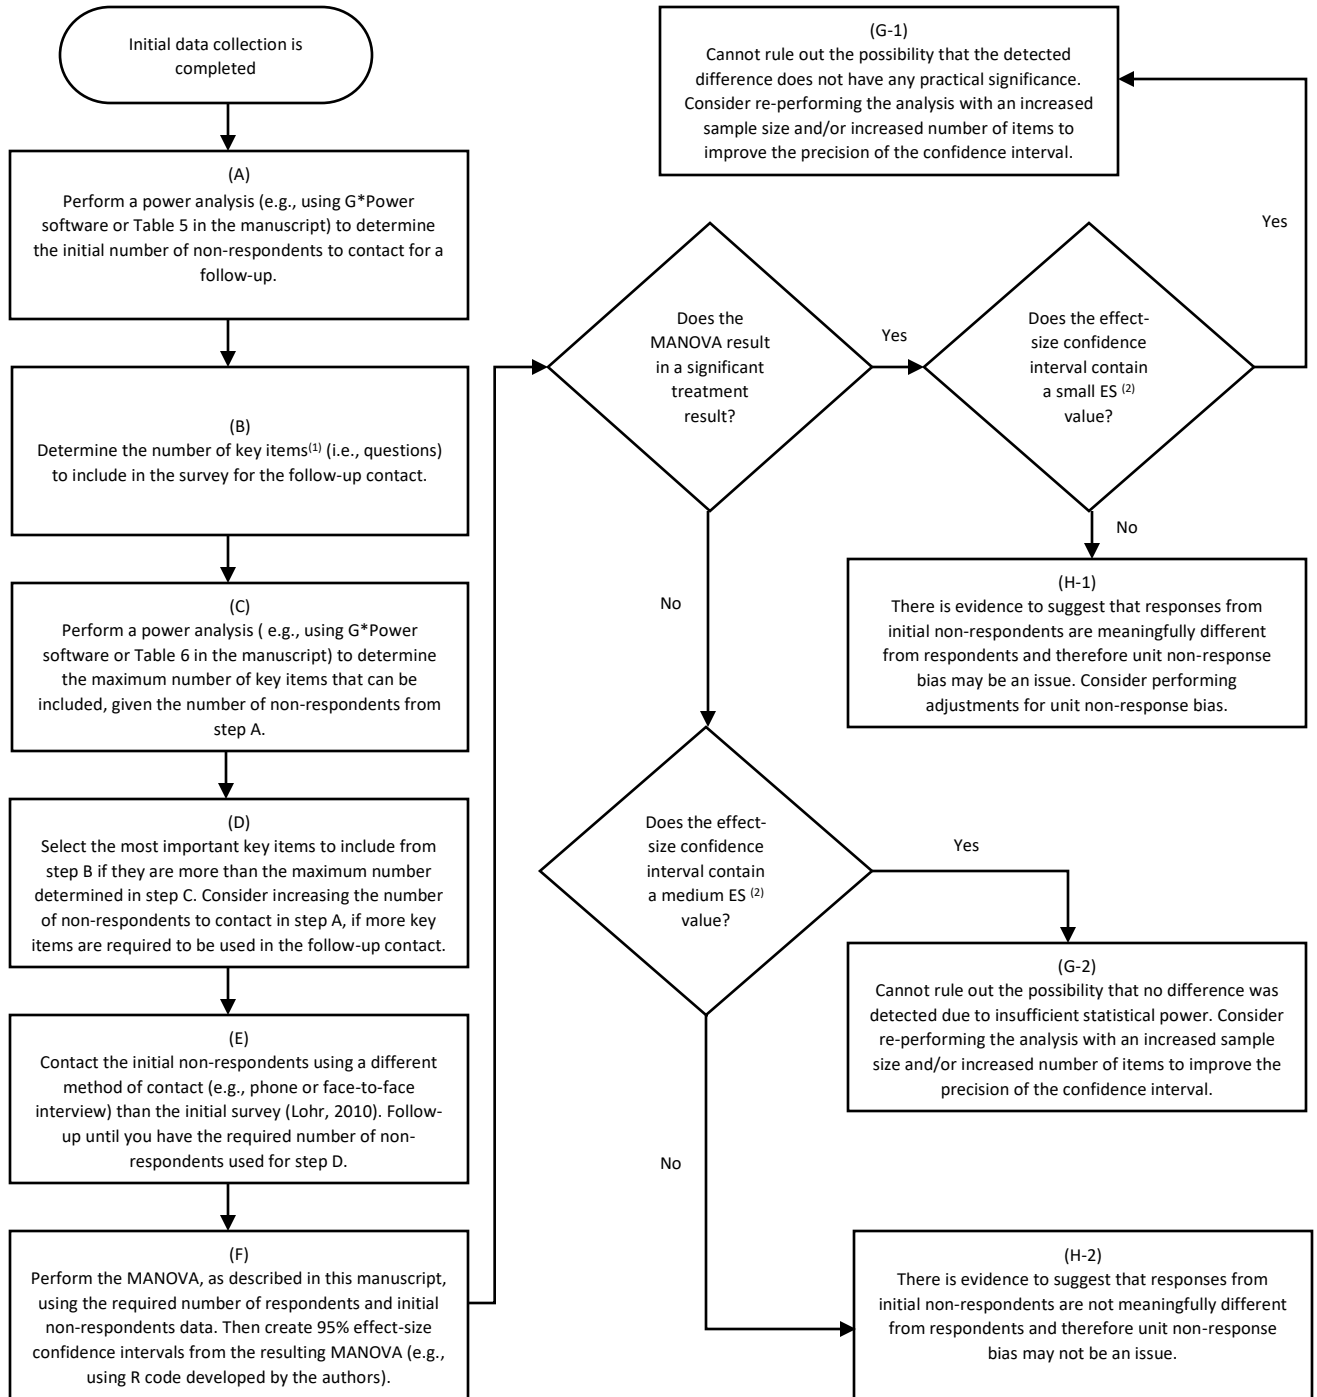 Initial data collection is
completed
(A)
Perform a power analysis (e.g., using G*Power
software or Table 5 in the manuscript) to determine
the initial number of non-respondents to contact for a
follow-up.
(B)
Determine the number of key items(1) (i.e., questions)
to include in the survey for the follow-up contact.
(C)
Perform a power analysis ( e.g., using G*Power
software or Table 6 in the manuscript) to determine
the maximum number of key items that can be
included, given the number of non-respondents from
step A.
(D)
Select the most important key items to include from
step B if they are more than the maximum number
determined in step C. Consider increasing the number
of non-respondents to contact in step A, if more key
items are required to be used in the follow-up contact.
(E)
Contact the initial non-respondents using a different
method of contact (e.g., phone or face-to-face
interview) than the initial survey (Lohr, 2010). Follow-
up until you have the required number of non-
respondents used for step D.
(F)
Perform the MANOVA, as described in this manuscript,
using the required number of respondents and initial
non-respondents data. Then create 95% effect-size
confidence intervals from the resulting MANOVA (e.g.,
using R code developed by the authors).
Does the
MANOVA result
in a significant
treatment
result?
Yes
Does the effect-
size confidence
interval contain
a small ES (2)
value?
Yes
(G-1)
Cannot rule out the possibility that the detected
difference does not have any practical significance.
Consider re-performing the analysis with an increased
sample size and/or increased number of items to
improve the precision of the confidence interval.
No
(H-1)
There is evidence to suggest that responses from
initial non-respondents are meaningfully different
from respondents and therefore unit non-response
bias may be an issue. Consider performing
adjustments for unit non-response bias.
No
Does the effect-
size confidence
interval contain
a medium ES (2)
value?
Yes
(G-2)
Cannot rule out the possibility that no difference was
detected due to insufficient statistical power. Consider
re-performing the analysis with an increased sample
size and/or increased number of items to improve the
precision of the confidence interval.
No
(H-2)
There is evidence to suggest that responses from
initial non-respondents are not meaningfully different
from respondents and therefore unit non-response
bias may not be an issue.